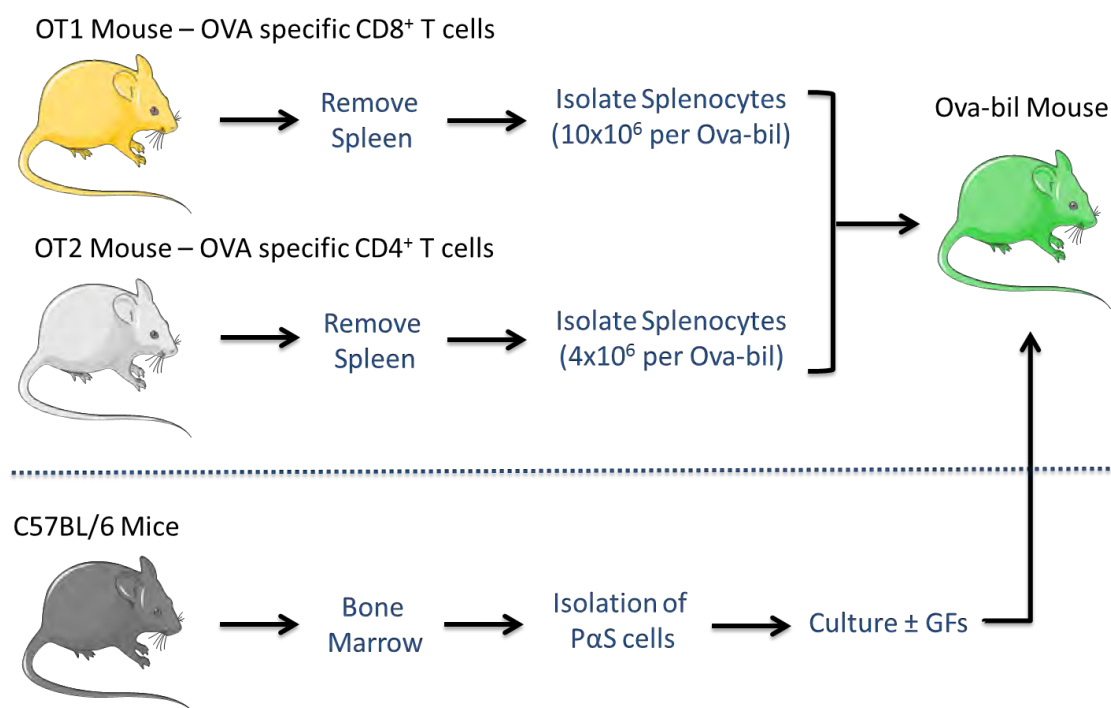 OT1 Mouse – OVA specific CD8⁺ T cells
Remove
Spleen
Isolate Splenocytes
(10x10⁶ per Ova-bil)
Ova-bil Mouse
OT2 Mouse – OVA specific CD4⁺ T cells
Remove
Spleen
Isolate Splenocytes
(4x10⁶ per Ova-bil)
C57BL/6 Mice
Bone
Marrow
Isolation of
PαS cells
Culture ± GFs